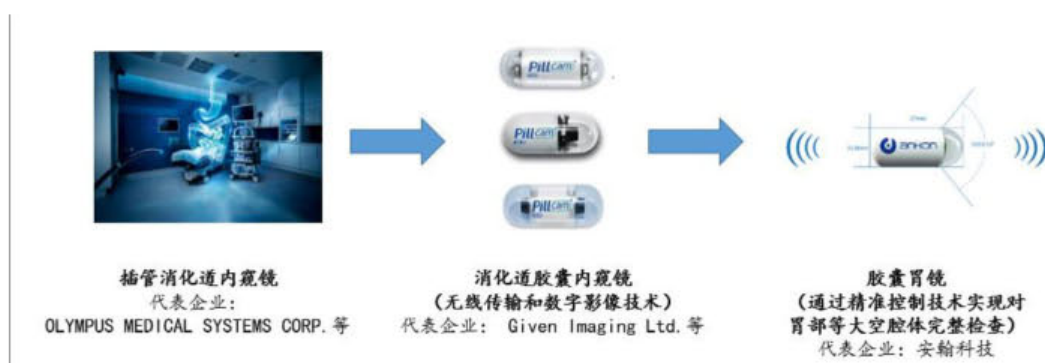 Pillcam
Pillcam
Pillcam
ankon
插管消化道内窥镜
代表企业：
OLYMPUS MEDICAL SYSTEMS CORP.等
消化道胶囊内窥镜
(无线传输和数字影像技术)
代表企业： Given Imaging Ltd.等
胶囊胃镜
(通过精准控制技术实现对
胃部等大空腔体完整检查)
代表企业：安翰科技